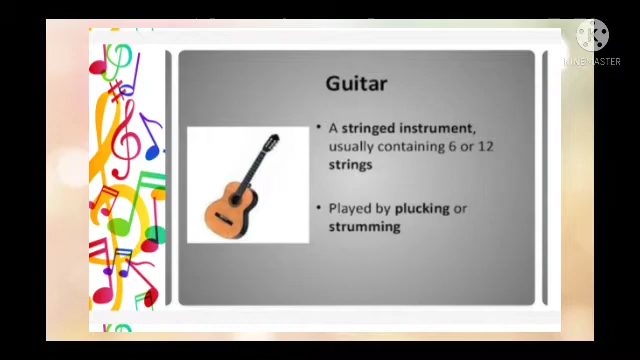 KINEMASTER
Guitar
• A stringed instrument,
usually containing 6 or 12
strings
• Played by plucking or
strumming